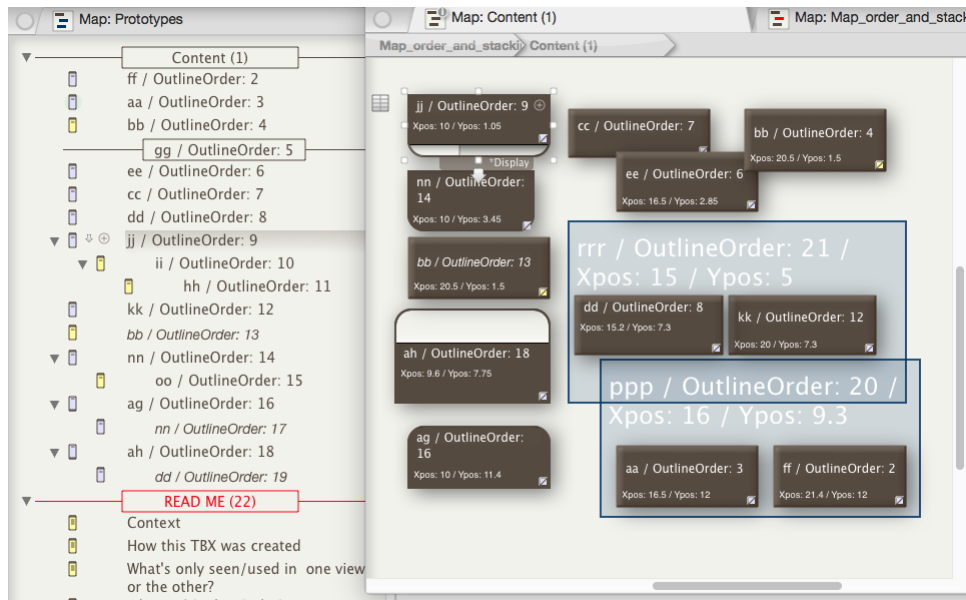 Map: Prototypes
Content (1)
ff / OutlineOrder: 2
aa / OutlineOrder: 3
bb / OutlineOrder: 4
gg / OutlineOrder: 5
ee / OutlineOrder: 6
cc / OutlineOrder: 7
dd / OutlineOrder: 8
jj / OutlineOrder: 9
ii / OutlineOrder: 10
hh / OutlineOrder: 11
kk / OutlineOrder: 12
bb / OutlineOrder: 13
nn / OutlineOrder: 14
oo / OutlineOrder: 15
ag / OutlineOrder: 16
nn / OutlineOrder: 17
ah / OutlineOrder: 18
dd / OutlineOrder: 19
READ ME (22)
Context
How this TBX was created
What's only seen/used in one view
or the other?
Map: Content (1)
Map: Map_order_and_stack
Map_order_and_stacki
Content (1)
jj / OutlineOrder: 9
Xpos: 10 / Ypos: 1.05
*Display
nn / OutlineOrder:
14
Xpos: 10 / Ypos: 3.45
bb / OutlineOrder: 13
Xpos: 20.5 / Ypos: 1.5
ah / OutlineOrder: 18
Xpos: 9.6 / Ypos: 7.75
ag / OutlineOrder:
16
Xpos: 10 / Ypos: 11.4
cc / OutlineOrder: 7
bb / OutlineOrder: 4
Xpos: 20.5 / Ypos: 1.5
ee / OutlineOrder: 6
Xpos: 16.5 / Ypos: 2.85
rrr / OutlineOrder: 21 /
Xpos: 15 / Ypos: 5
dd / OutlineOrder: 8
Xpos: 15.2 / Ypos: 7.3
kk / OutlineOrder: 12
Xpos: 20 / Ypos: 7.3
ppp / OutlineOrder: 20 /
Xpos: 16 / Ypos: 9.3
aa / OutlineOrder: 3
Xpos: 16.5 / Ypos: 12
ff / OutlineOrder: 2
Xpos: 21.4 / Ypos: 12